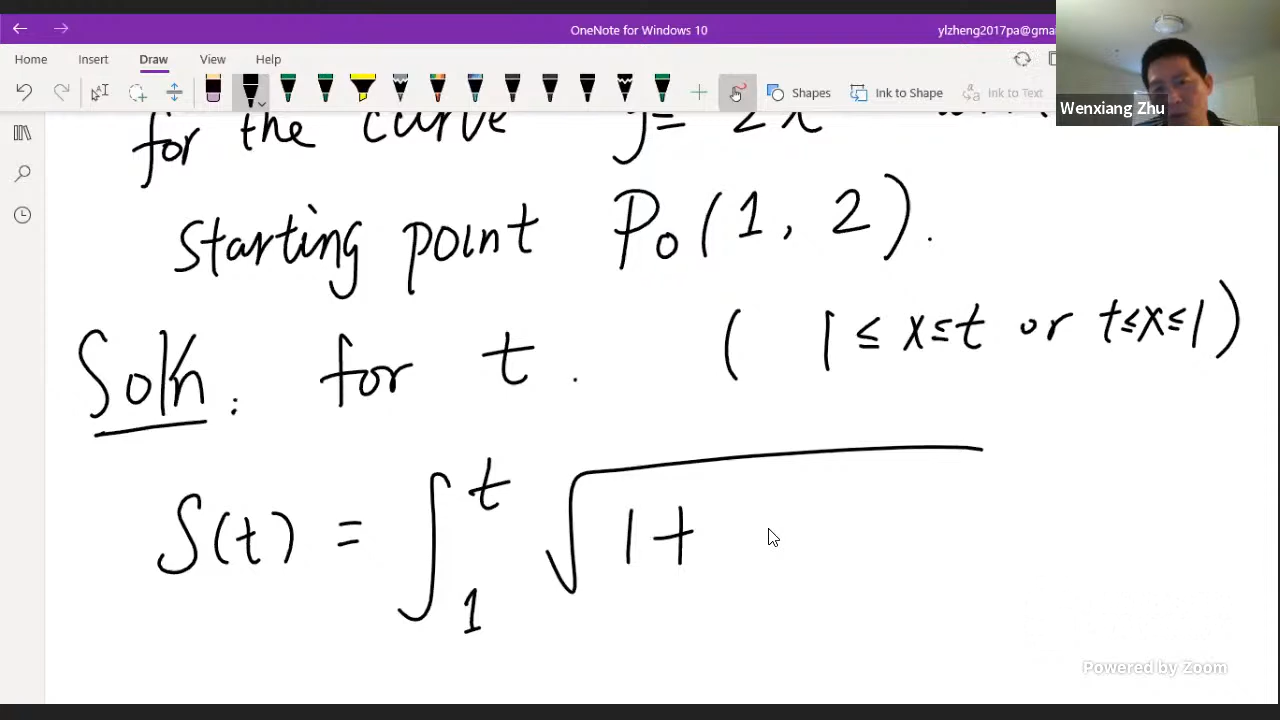 OneNote for Windows 10
ylzheng2017pa@gma
Home Insert Draw View Help
Shapes Ink to Shape Ink to Text
Wenxiang Zhu
for the curve y = 2x
starting point P₀(1, 2).
Soln: for t. ( 1 ≤ x ≤ t or t ≤ x ≤ 1 )
S(t) = ∫₁ᵗ √1+
Powered by Zoom